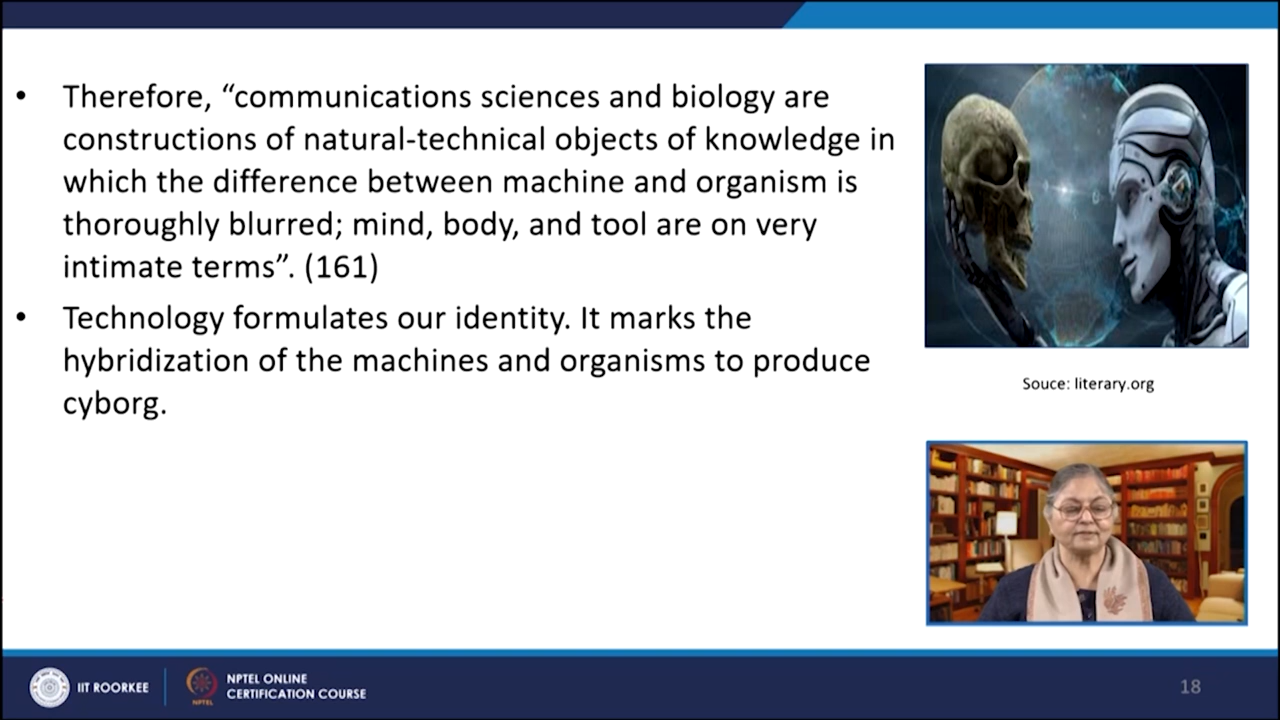 • Therefore, “communications sciences and biology are
constructions of natural-technical objects of knowledge in
which the difference between machine and organism is
thoroughly blurred; mind, body, and tool are on very
intimate terms”. (161)
• Technology formulates our identity. It marks the
hybridization of the machines and organisms to produce
cyborg.
Souce: literary.org
IIT ROORKEE
NPTEL
NPTEL ONLINE
CERTIFICATION COURSE
18